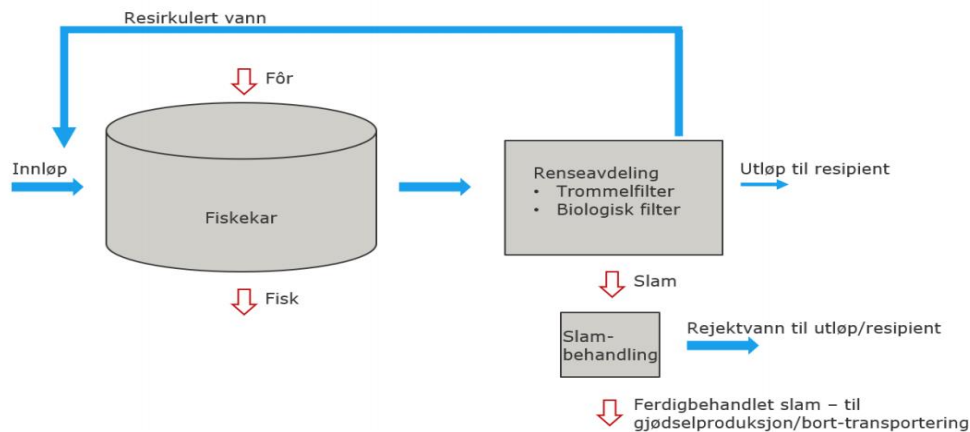 Resirkulert vann
Fôr
Innløp
Fiskekar
Fisk
Renseavdeling
• Trommelfilter
• Biologisk filter
Utløp til resipient
Slam
Slam-
behandling
Rejektvann til utløp/resipient
Ferdigbehandlet slam – til
gjødselproduksjon/bort-transportering